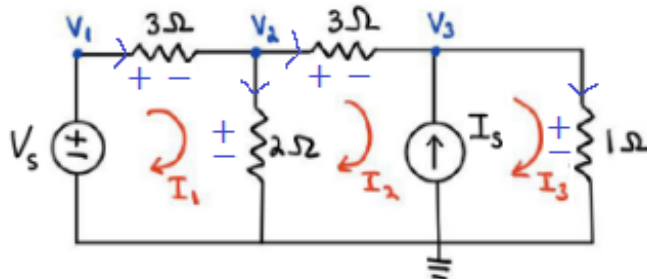 V₁ 3Ω V₂ 3Ω V₃
+ − + −
Vₛ + − I₁ + − 2Ω I₂ Iₛ I₃ + − 1Ω